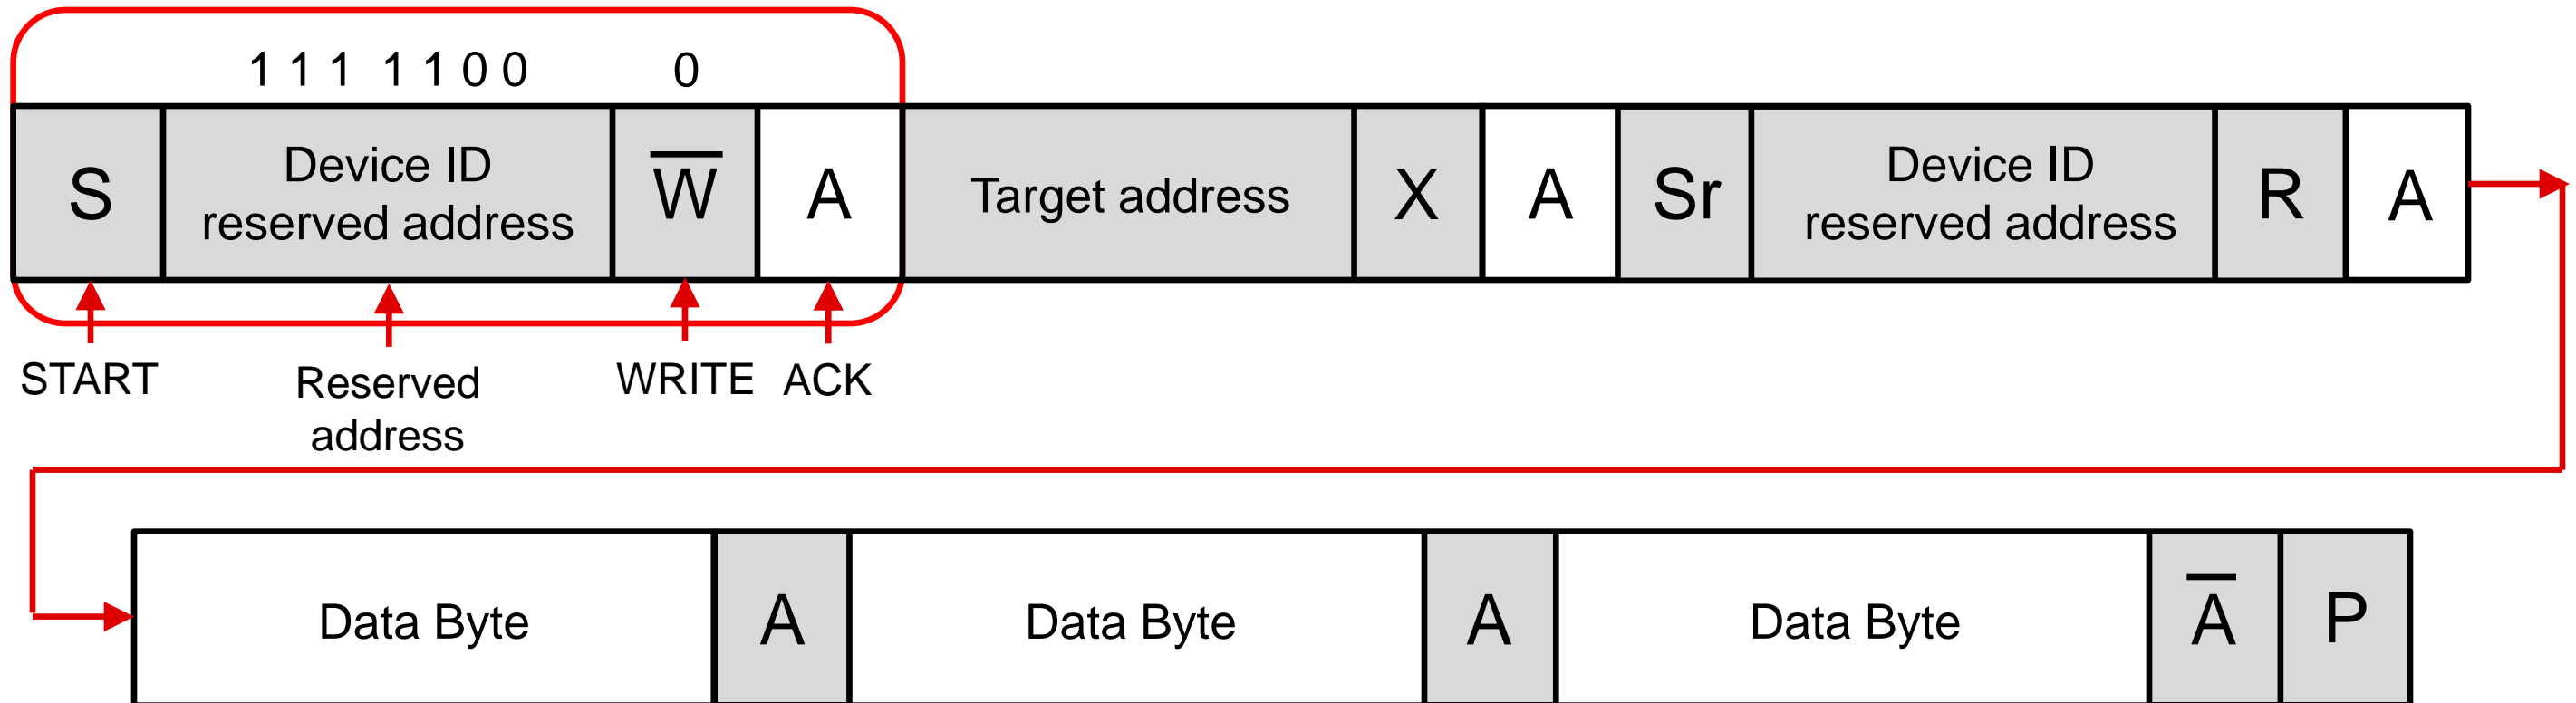 1 1 1 1 1 0 0 0
S Device ID reserved address W̅ A Target address X A Sr Device ID reserved address R A
START Reserved address WRITE ACK
Data Byte A Data Byte A Data Byte A̅ P